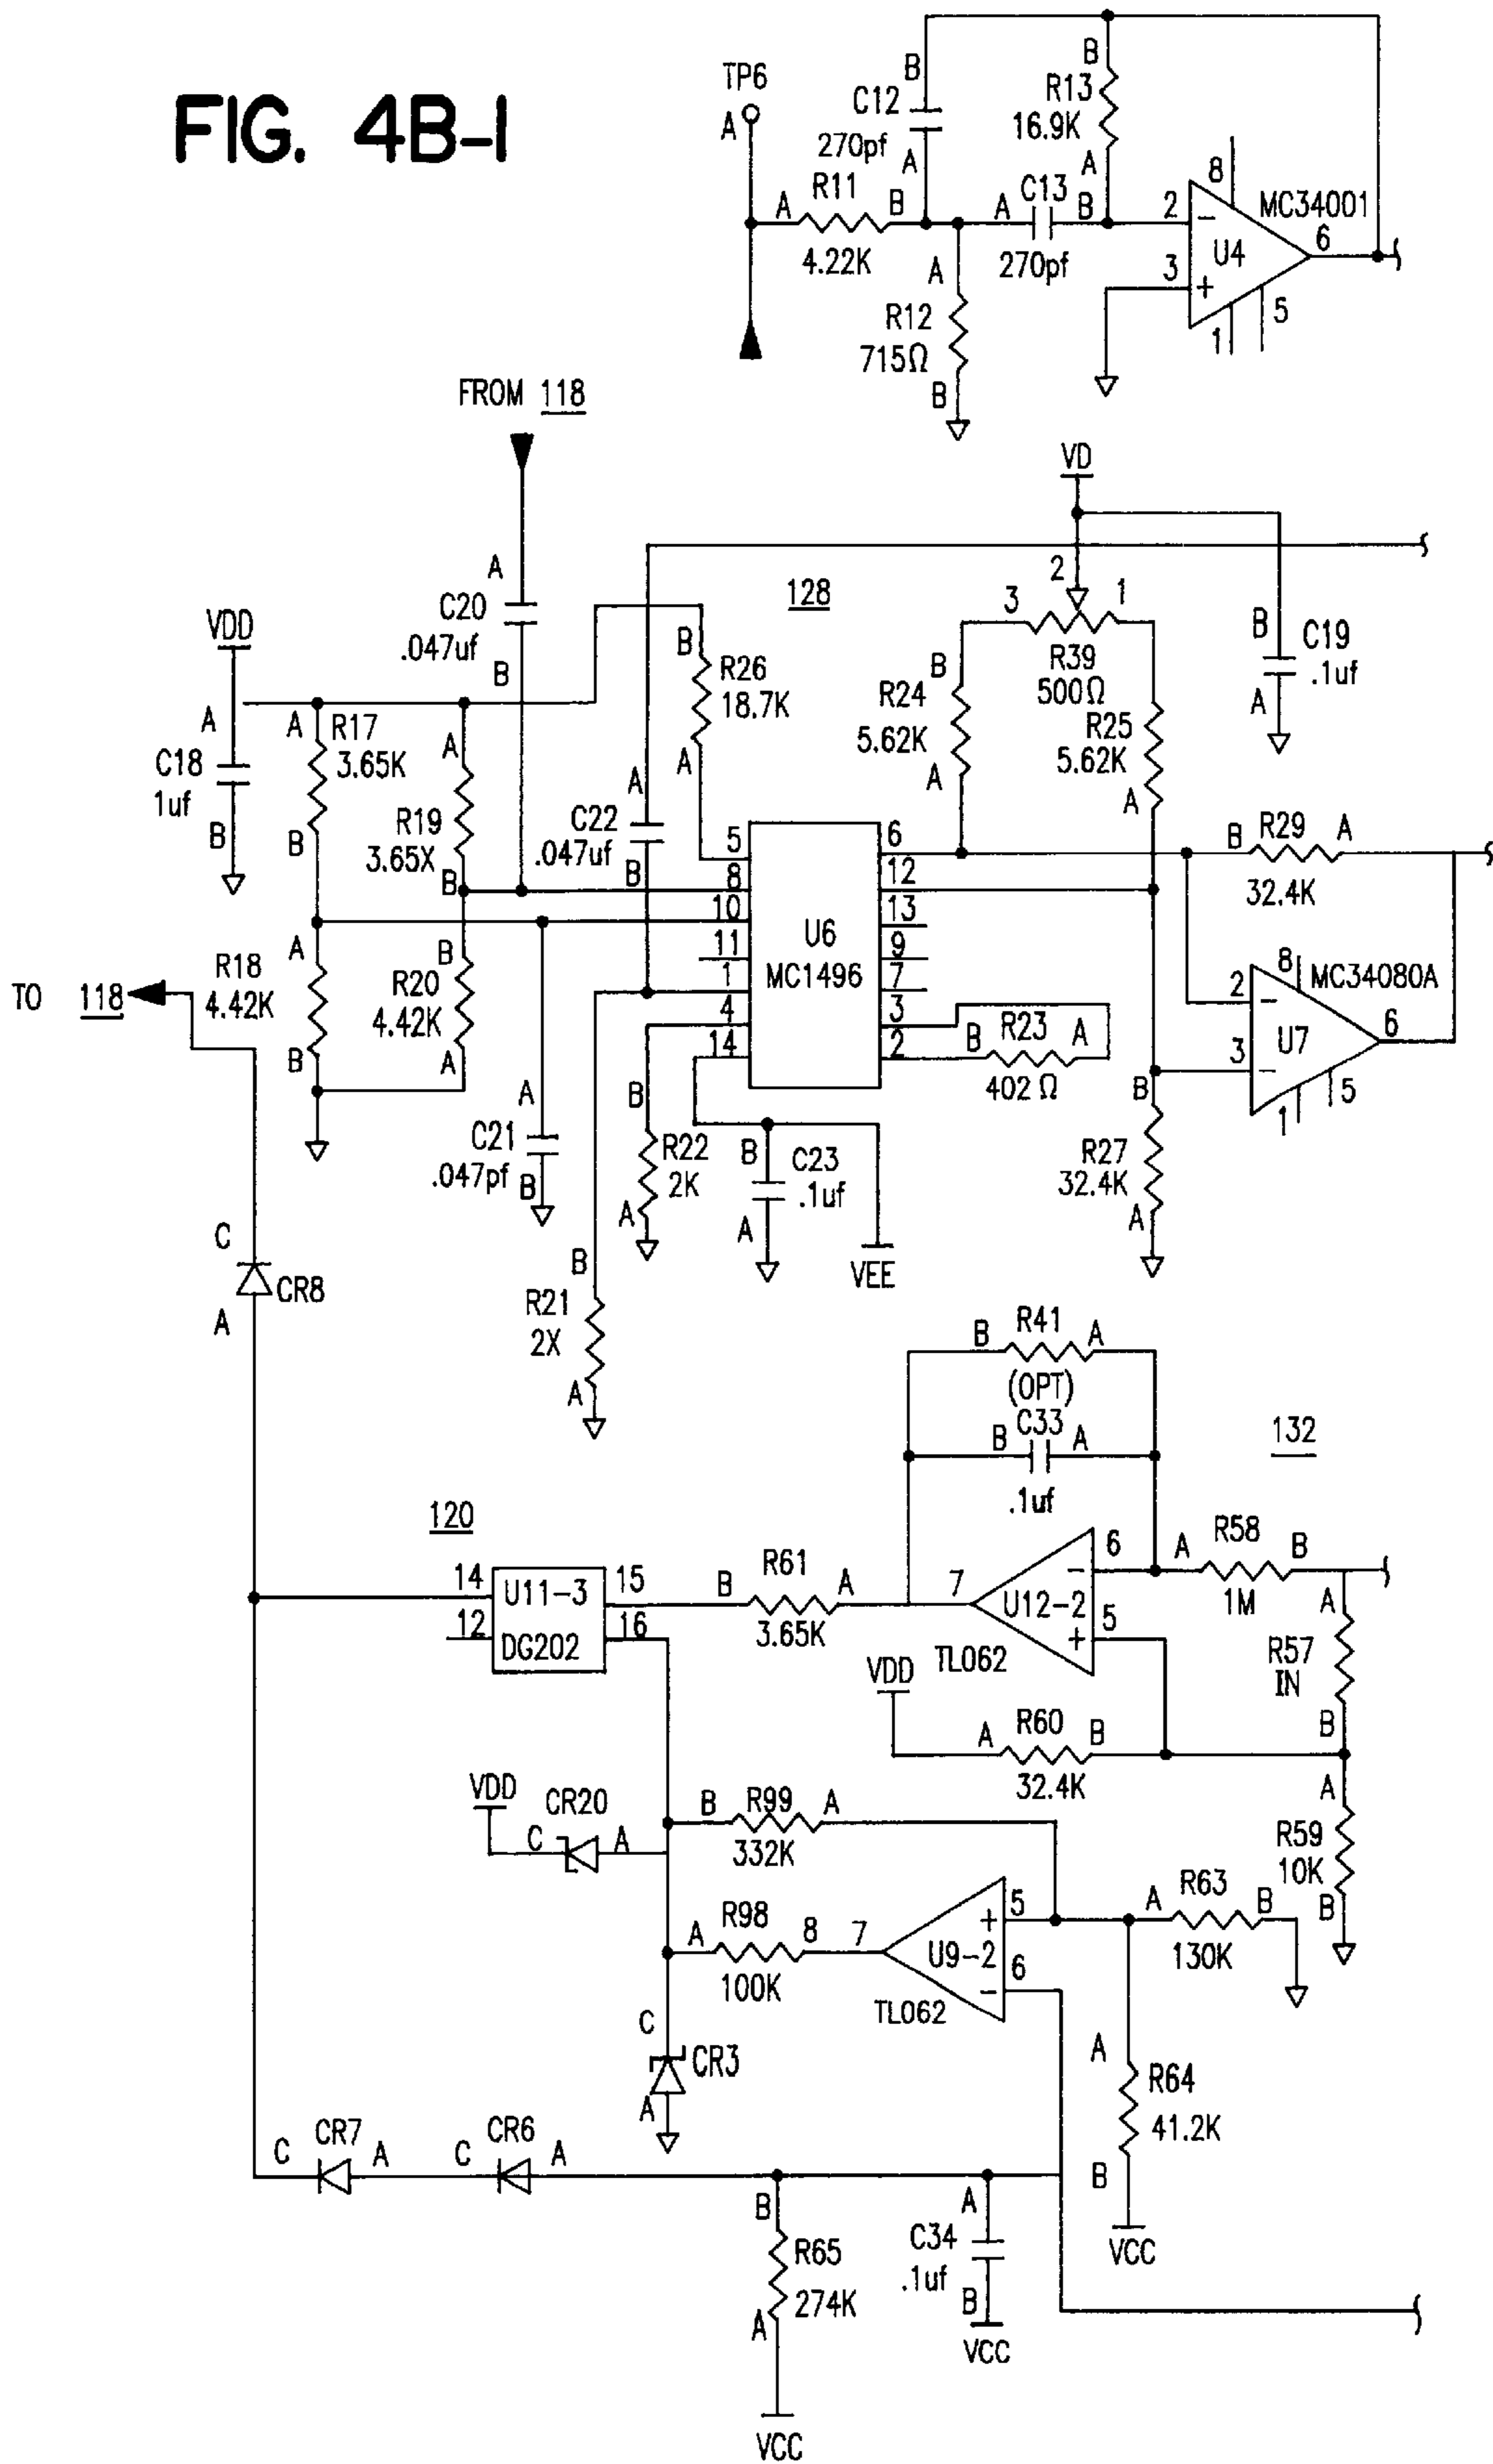 FIG. 4B-1
TP6
A
B
C12
270pf
A
B
R13
16.9K
A
A R11 B
4.22K
A C13 B
270pf
A
R12
715Ω
B
8
MC34001
2 -
U4
6
3 +
1
5
FROM 118
VD
A
C20
.047uf
B
128
2
3
1
R39
500Ω
B
C19
.1uf
A
VDD
A
C18
1uf
B
A
R17
3.65K
B
A
R19
3.65X
B
B
R26
18.7K
A
B
R24
5.62K
A
R25
5.62K
A
A
C22
.047uf
B
5
8
10
11
1
4
14
U6
MC1496
6
12
13
9
7
3
2
B R29 A
32.4K
A
R18
4.42K
B
B
R20
4.42K
A
TO 118
B R23 A
402 Ω
8
MC34080A
2 -
U7
6
3 -
1
5
A
C21
.047pf
B
B
R22
2K
A
B
C23
.1uf
A
VEE
B
R27
32.4K
A
C
CR8
A
B
R21
2X
A
B R41 A
(OPT)
B C33 A
.1uf
132
120
14
12
U11-3
DG202
15
16
B R61 A
3.65K
7
U12-2
6 -
5 +
TL062
A R58 B
1M
A
R57
IN
B
VDD
A R60 B
32.4K
VDD
C CR20 A
B R99 A
332K
A
R59
10K
B
A R98 8
100K
7
U9-2
5 +
6 -
TL062
A R63 B
130K
C
CR3
A
A
R64
41.2K
B
VCC
C CR7 A
C CR6 A
B
R65
274K
A
VCC
A
C34
.1uf
B
VCC